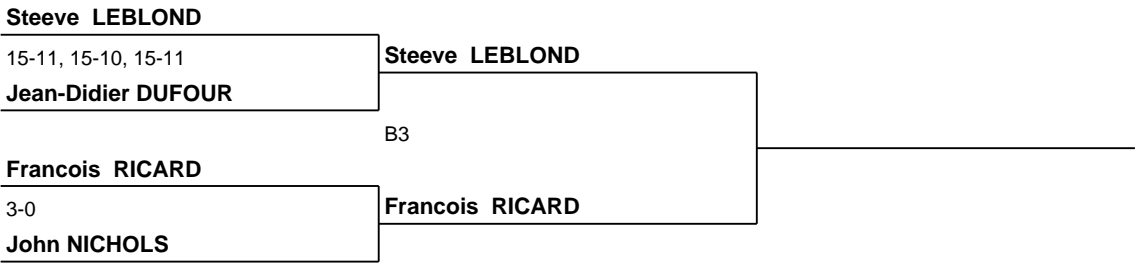 Steeve LEBLOND
15-11, 15-10, 15-11
Jean-Didier DUFOUR
Steeve LEBLOND
B3
Francois RICARD
3-0
John NICHOLS
Francois RICARD